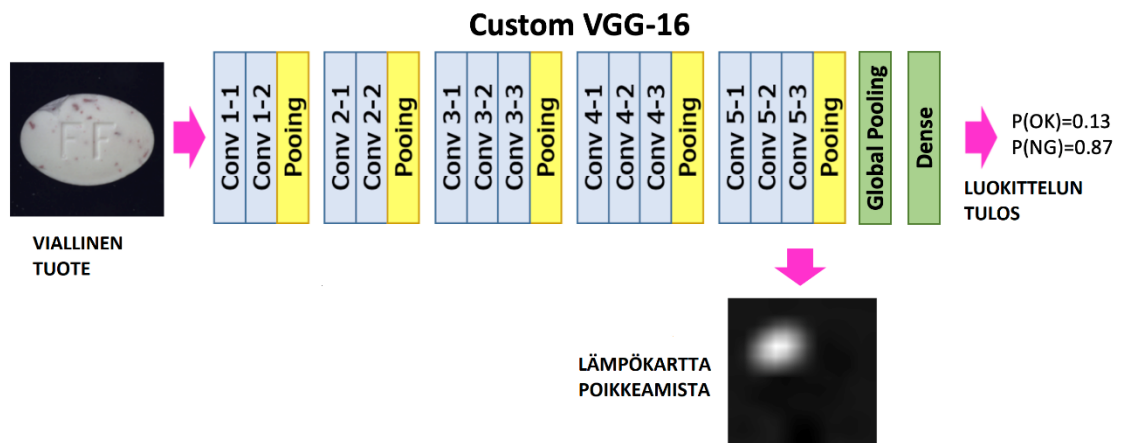 Custom VGG-16
FF
Conv 1-1
Conv 1-2
Pooing
Conv 2-1
Conv 2-2
Pooing
Conv 3-1
Conv 3-2
Conv 3-3
Pooing
Conv 4-1
Conv 4-2
Conv 4-3
Pooing
Conv 5-1
Conv 5-2
Conv 5-3
Pooing
Global Pooling
Dense
P(OK)=0.13
P(NG)=0.87
LUOKITTELUN
TULOS
VIALLINEN
TUOTE
LÄMPÖKARTTA
POIKKEAMISTA